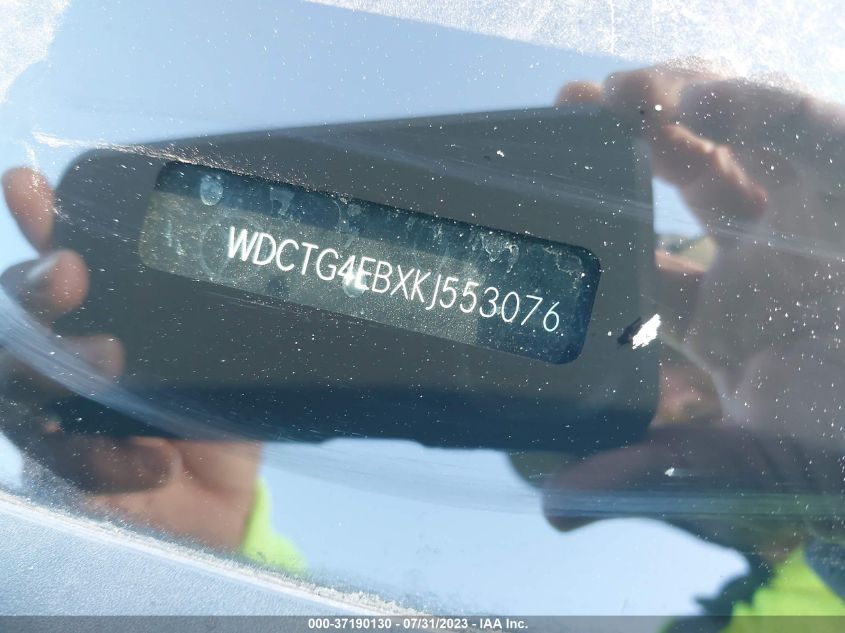 WDCTG4EBXKJ553076
000-37190130 - 07/31/2023 - IAA Inc.